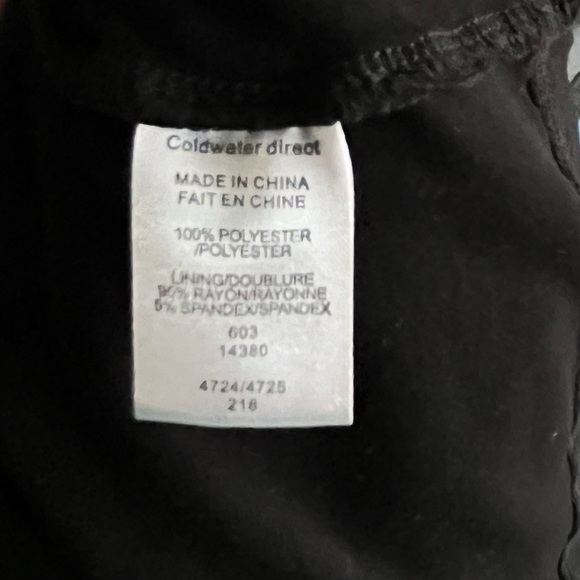 Coldwater direct
MADE IN CHINA
FAIT EN CHINE
100% POLYESTER
/POLYESTER
LINING/DOUBLURE
95% RAYON/RAYONNE
5% SPANDEX/SPANDEX
603
14380
4724/4725
218